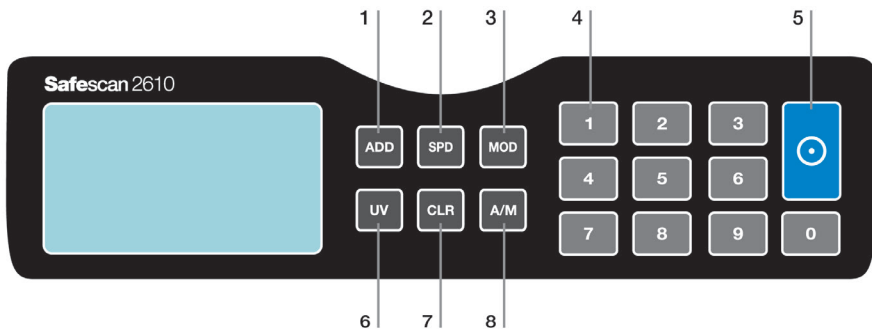 1 2 3 4 5
Safescan 2610
1 2 3
ADD SPD MOD
4 5 6
UV CLR A/M
7 8 9 0
6 7 8